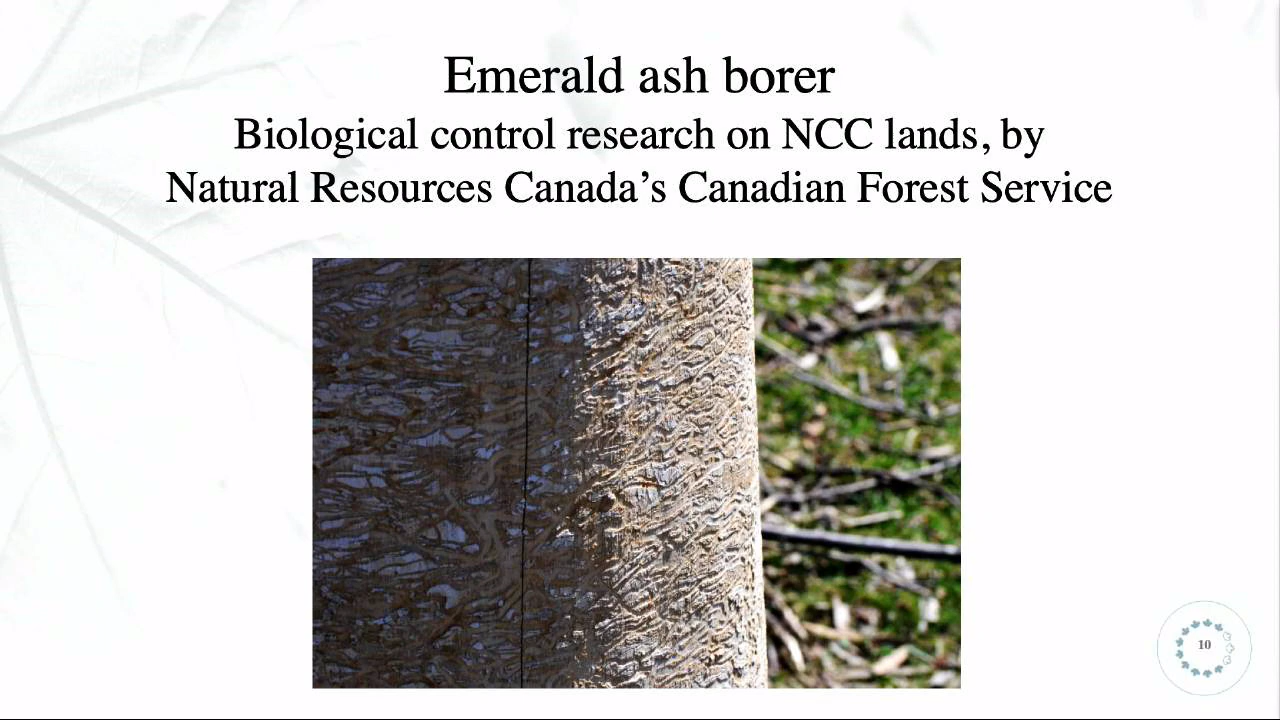 Emerald ash borer
Biological control research on NCC lands, by
Natural Resources Canada’s Canadian Forest Service
10